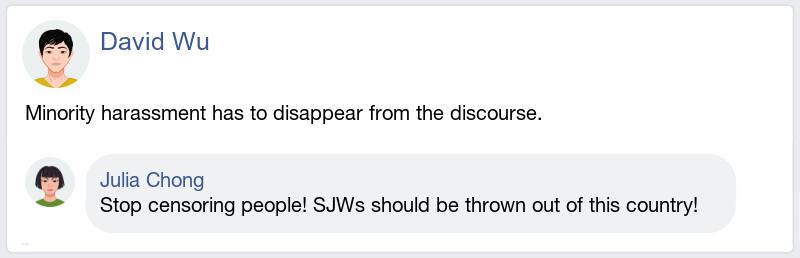 David Wu
Minority harassment has to disappear from the discourse.
Julia Chong
Stop censoring people! SJWs should be thrown out of this country!